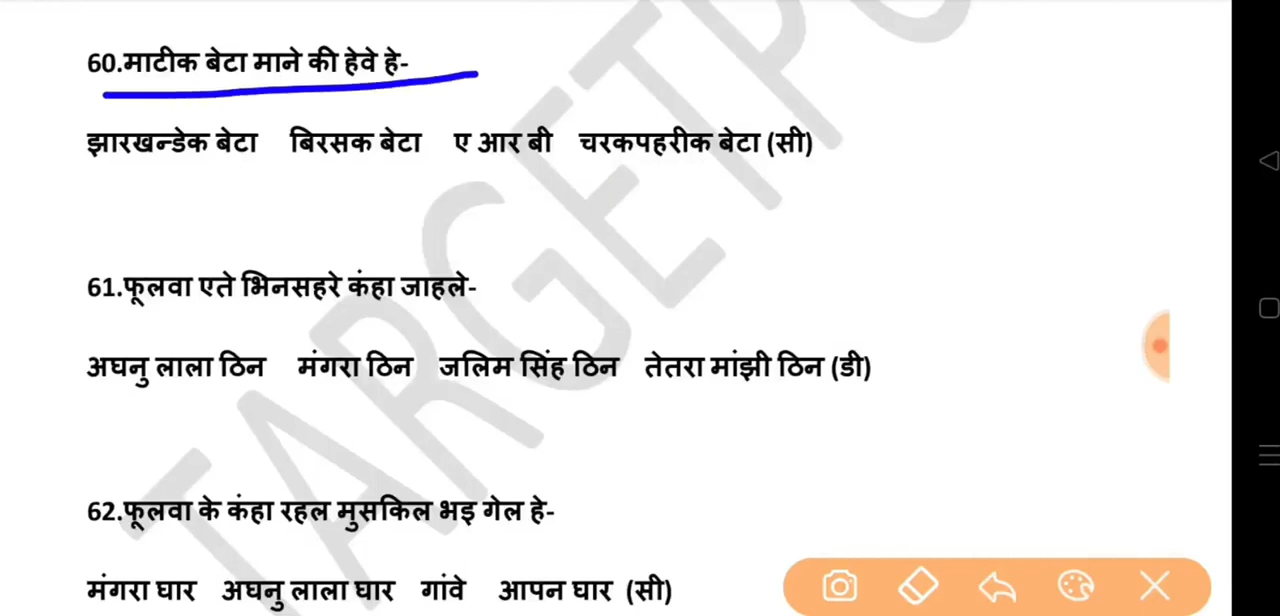 60.माटीक बेटा माने की हेवे हे-
झारखन्डेक बेटा बिरसक बेटा ए आर बी चरकपहरीक बेटा (सी)
61.फूलवा एते भिनसहरे कंहा जाहले-
अघनु लाला ठिन मंगरा ठिन जलिम सिंह ठिन तेतरा मांझी ठिन (डी)
62.फूलवा के कंहा रहल मुसकिल भइ गेल हे-
मंगरा घार अघनु लाला घार गांवे आपन घार (सी)
TARGETPG